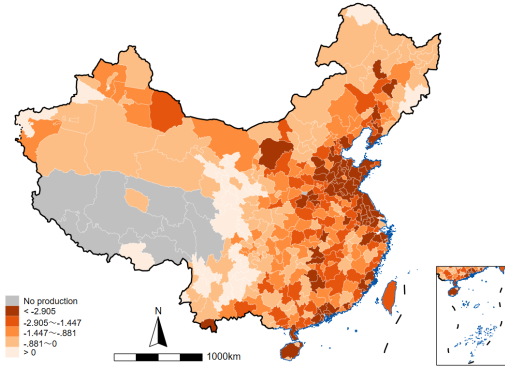 No production
< -2.905
-2.905～-1.447
-1.447～-.881
-.881～0
> 0
N
1000km